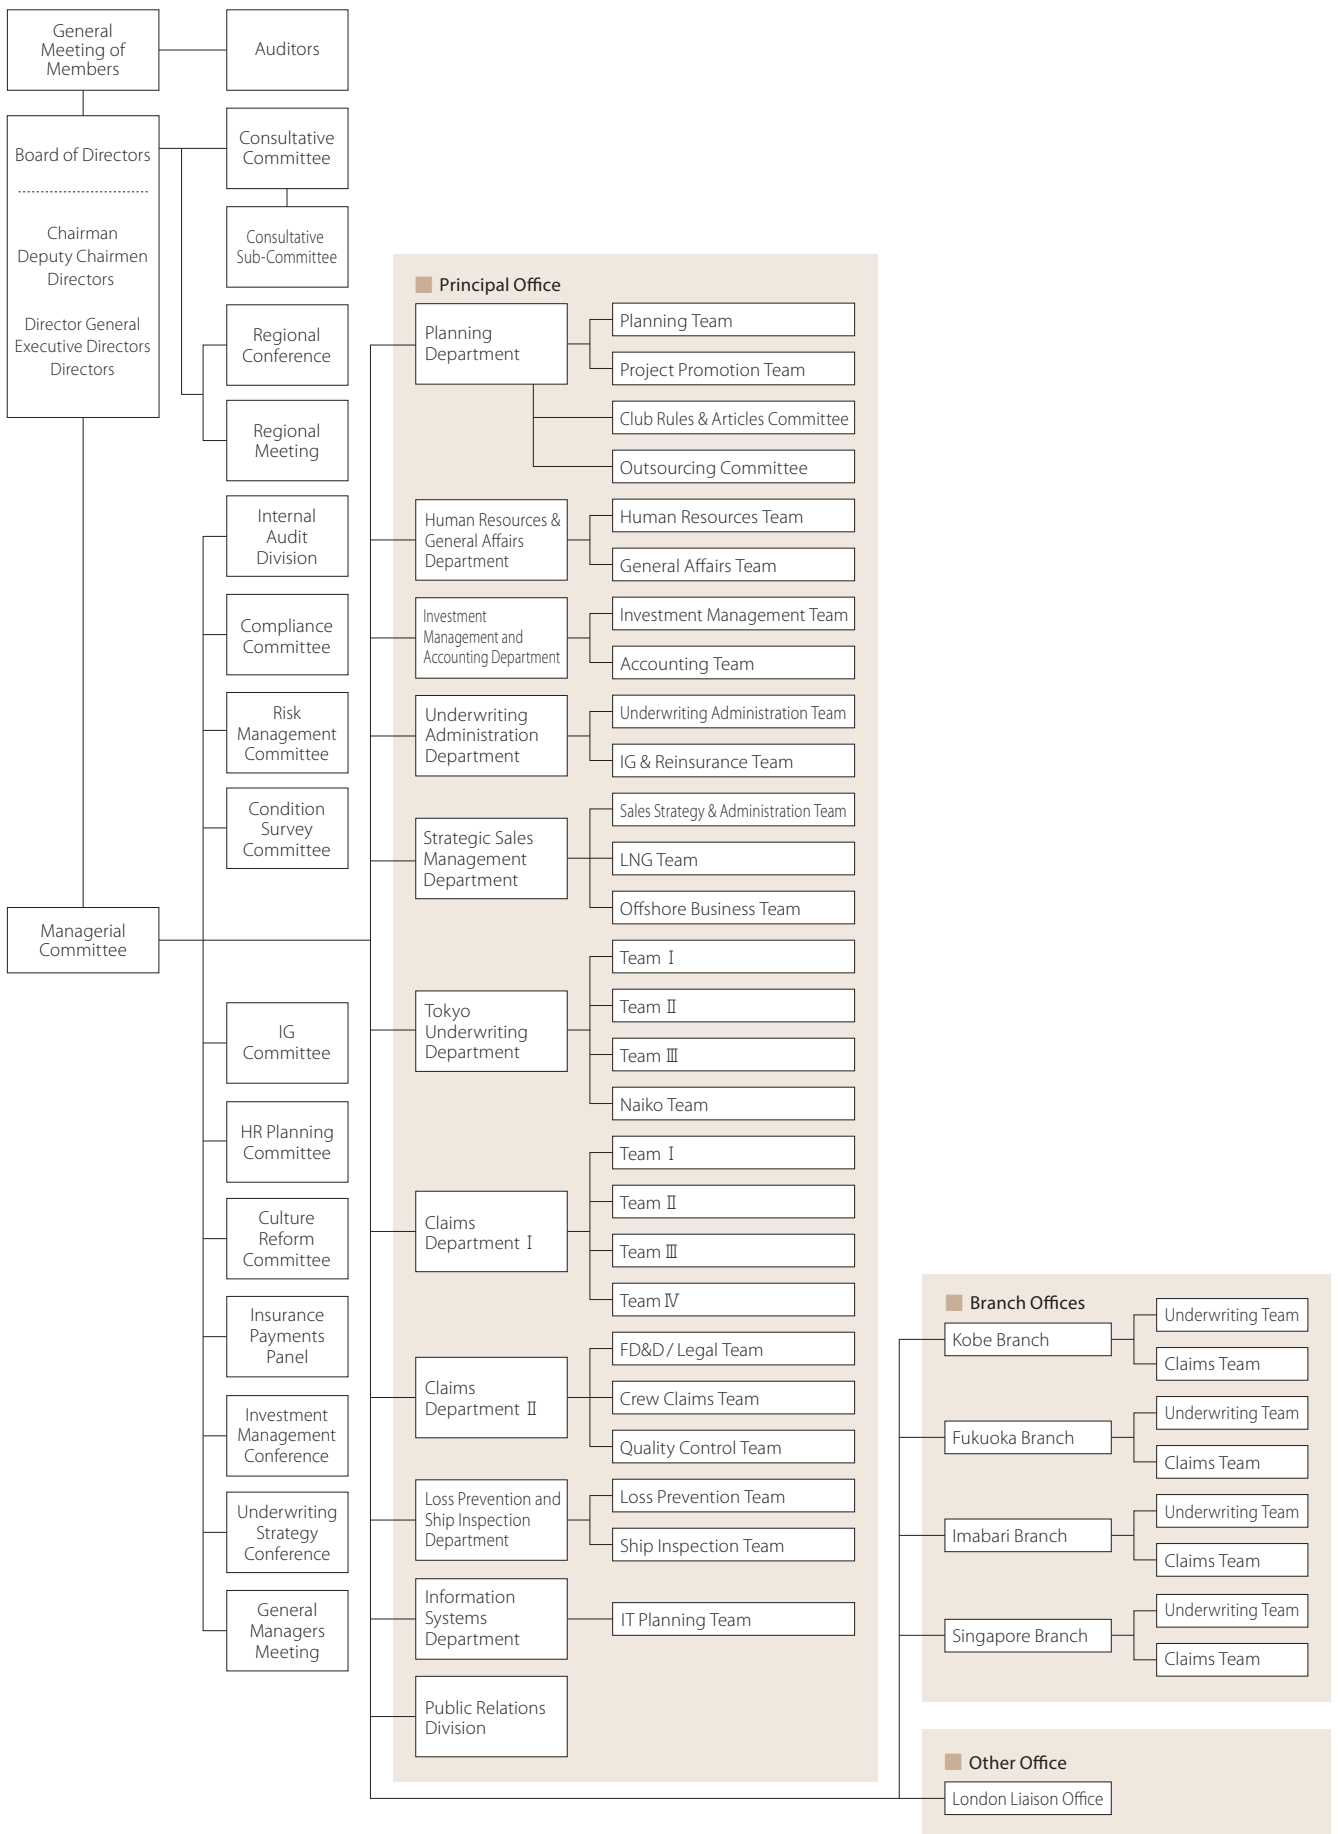 General
Meeting of
Members
Auditors
Board of Directors
Chairman
Deputy Chairmen
Directors
Director General
Executive Directors
Directors
Consultative
Committee
Consultative
Sub-Committee
Regional
Conference
Regional
Meeting
Internal
Audit
Division
Compliance
Committee
Risk
Management
Committee
Condition
Survey
Committee
Managerial
Committee
IG
Committee
HR Planning
Committee
Culture
Reform
Committee
Insurance
Payments
Panel
Investment
Management
Conference
Underwriting
Strategy
Conference
General
Managers
Meeting
Principal Office
Planning
Department
Planning Team
Project Promotion Team
Club Rules & Articles Committee
Outsourcing Committee
Human Resources &
General Affairs
Department
Human Resources Team
General Affairs Team
Investment
Management and
Accounting Department
Investment Management Team
Accounting Team
Underwriting
Administration
Department
Underwriting Administration Team
IG & Reinsurance Team
Strategic Sales
Management
Department
Sales Strategy & Administration Team
LNG Team
Offshore Business Team
Tokyo
Underwriting
Department
Team Ⅰ
Team Ⅱ
Team Ⅲ
Naiko Team
Claims
Department Ⅰ
Team Ⅰ
Team Ⅱ
Team Ⅲ
Team Ⅳ
Claims
Department Ⅱ
FD&D / Legal Team
Crew Claims Team
Quality Control Team
Loss Prevention and
Ship Inspection
Department
Loss Prevention Team
Ship Inspection Team
Information
Systems
Department
IT Planning Team
Public Relations
Division
Branch Offices
Kobe Branch
Underwriting Team
Claims Team
Fukuoka Branch
Underwriting Team
Claims Team
Imabari Branch
Underwriting Team
Claims Team
Singapore Branch
Underwriting Team
Claims Team
Other Office
London Liaison Office